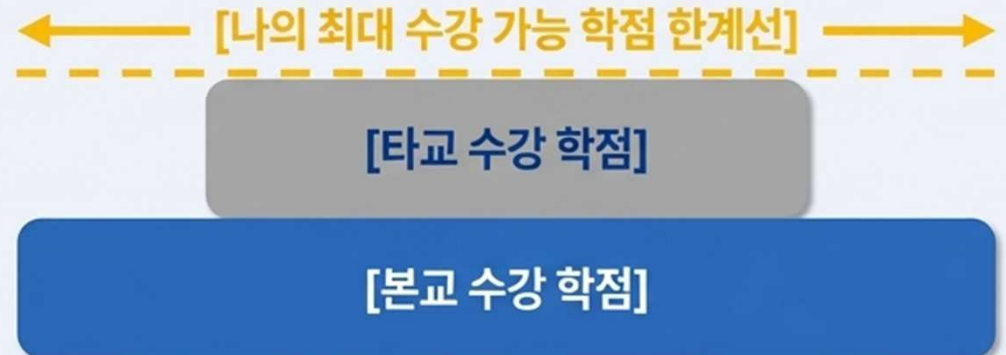 [나의 최대 수강 가능 학점 한계선]
[타교 수강 학점]
[본교 수강 학점]